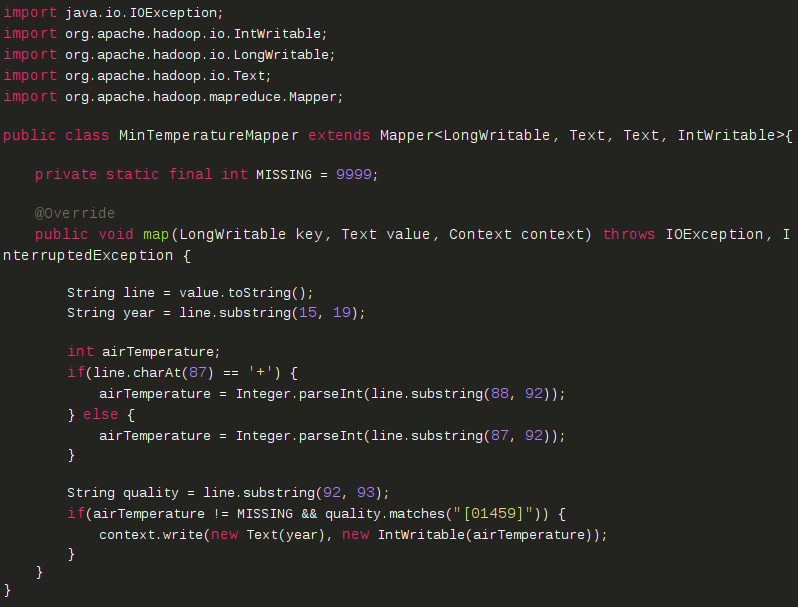 import java.io.IOException;
import org.apache.hadoop.io.IntWritable;
import org.apache.hadoop.io.LongWritable;
import org.apache.hadoop.io.Text;
import org.apache.hadoop.mapreduce.Mapper;

public class MinTemperatureMapper extends Mapper<LongWritable, Text, Text, IntWritable>{

    private static final int MISSING = 9999;

    @Override
    public void map(LongWritable key, Text value, Context context) throws IOException, I
nterruptedException {

        String line = value.toString();
        String year = line.substring(15, 19);

        int airTemperature;
        if(line.charAt(87) == '+') {
            airTemperature = Integer.parseInt(line.substring(88, 92));
        } else {
            airTemperature = Integer.parseInt(line.substring(87, 92));
        }

        String quality = line.substring(92, 93);
        if(airTemperature != MISSING && quality.matches("[01459]")) {
            context.write(new Text(year), new IntWritable(airTemperature));
        }
    }
}